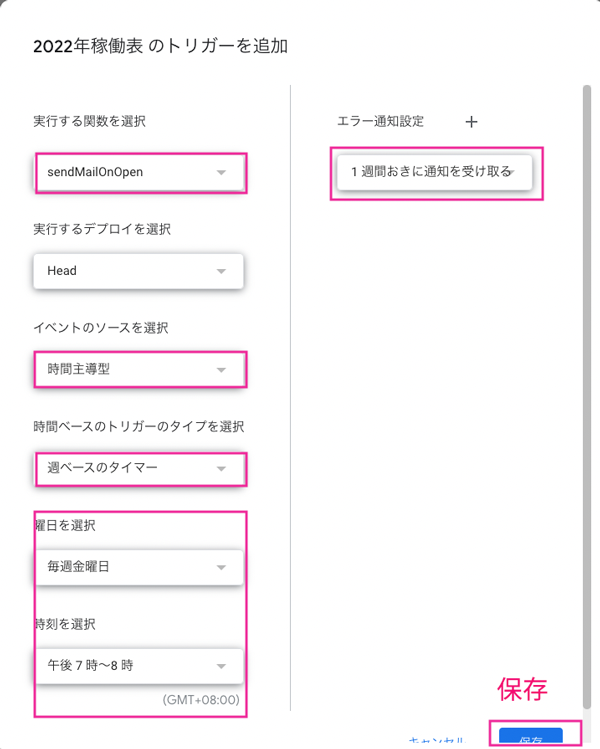 2022年稼働表 のトリガーを追加
実行する関数を選択
sendMailOnOpen
実行するデプロイを選択
Head
イベントのソースを選択
時間主導型
時間ベースのトリガーのタイプを選択
週ベースのタイマー
曜日を選択
毎週金曜日
時刻を選択
午後 7 時～8 時
(GMT+08:00)
エラー通知設定
1 週間おきに通知を受け取る
保存
キャンセル
保存